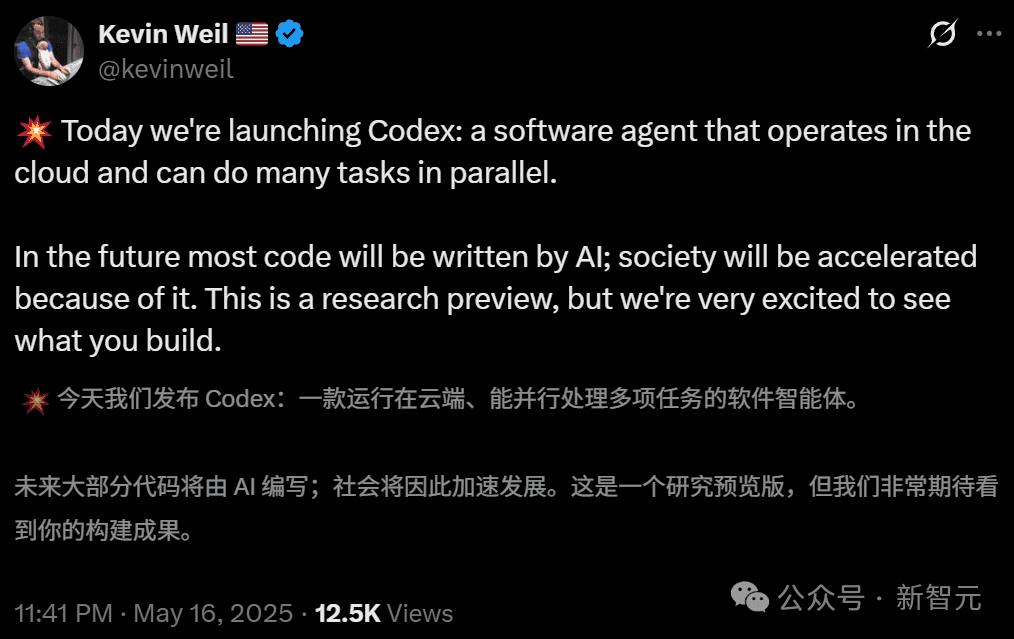 Kevin Weil 🇺🇸
@kevinweil
💥 Today we're launching Codex: a software agent that operates in the
cloud and can do many tasks in parallel.
In the future most code will be written by AI; society will be accelerated
because of it. This is a research preview, but we're very excited to see
what you build.
💥 今天我们发布 Codex：一款运行在云端、能并行处理多项任务的软件智能体。
未来大部分代码将由 AI 编写；社会将因此加速发展。这是一个研究预览版，但我们非常期待看
到你的构建成果。
11:41 PM · May 16, 2025 · 12.5K Views
公众号 · 新智元